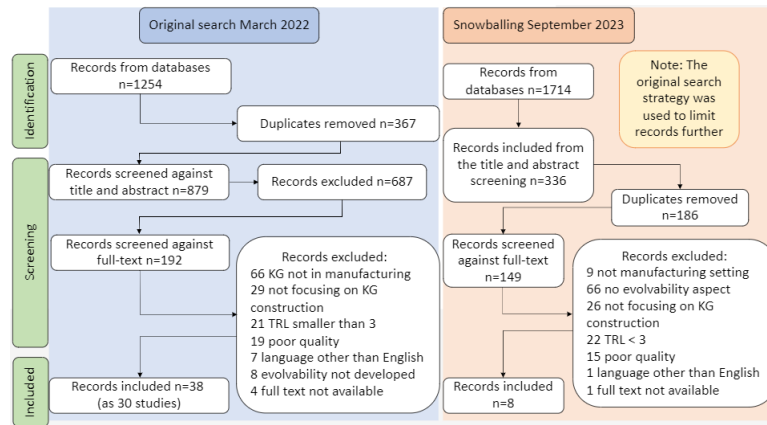 Original search March 2022
Snowballing September 2023
Identification
Records from databases
n=1254
Duplicates removed n=367
Screening
Records screened against
title and abstract n=879
Records excluded n=687
Records screened against
full-text n=192
Records excluded:
66 KG not in manufacturing
29 not focusing on KG
construction
21 TRL smaller than 3
19 poor quality
7 language other than English
8 evolvability not developed
4 full text not available
Included
Records included n=38
(as 30 studies)
Records from
databases n=1714
Note: The
original search
strategy was
used to limit
records further
Records included from
the title and abstract
screening n=336
Duplicates removed
n=186
Records screened
against full-text
n=149
Records excluded:
9 not manufacturing setting
66 no evolvability aspect
26 not focusing on KG
construction
22 TRL < 3
15 poor quality
1 language other than English
1 full text not available
Records included
n=8